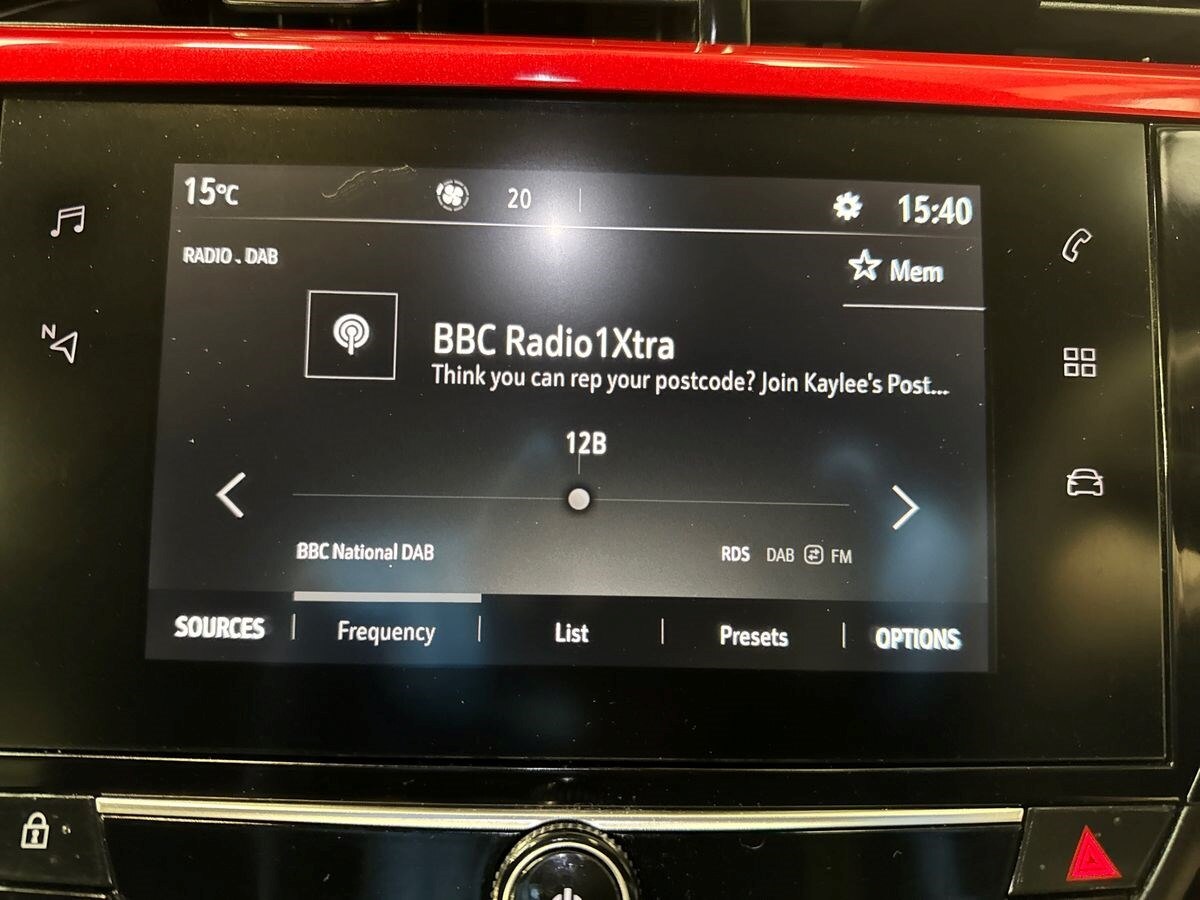 15°C 20 15:40
RADIO . DAB
Mem
N
BBC Radio1Xtra
Think you can rep your postcode? Join Kaylee's Post...
12B
BBC National DAB RDS DAB FM
SOURCES Frequency List Presets OPTIONS